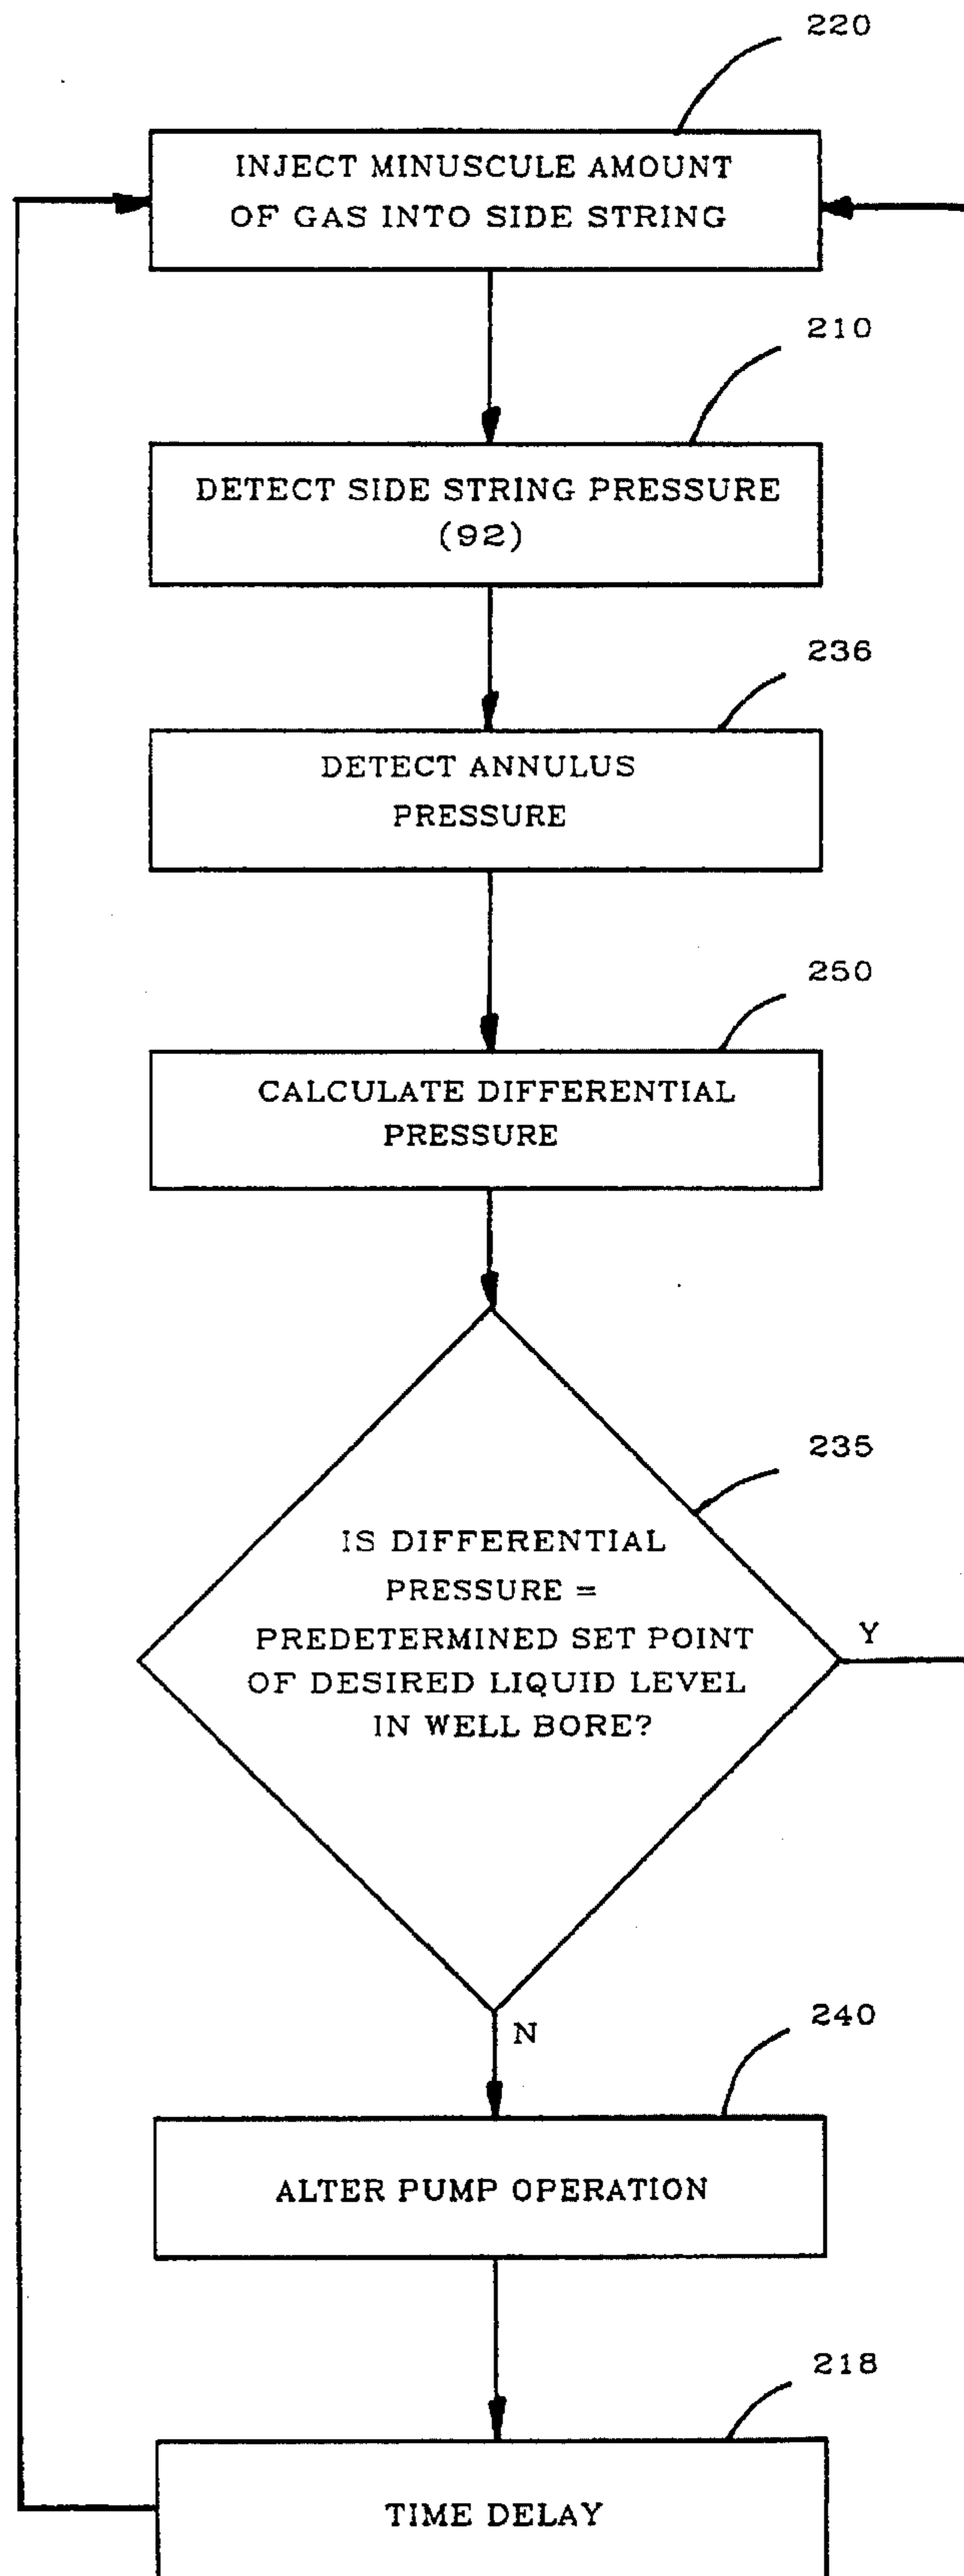 220
INJECT MINUSCULE AMOUNT
OF GAS INTO SIDE STRING
210
DETECT SIDE STRING PRESSURE
(92)
236
DETECT ANNULUS
PRESSURE
250
CALCULATE DIFFERENTIAL
PRESSURE
235
IS DIFFERENTIAL
PRESSURE =
PREDETERMINED SET POINT
OF DESIRED LIQUID LEVEL
IN WELL BORE?
Y
N
240
ALTER PUMP OPERATION
218
TIME DELAY